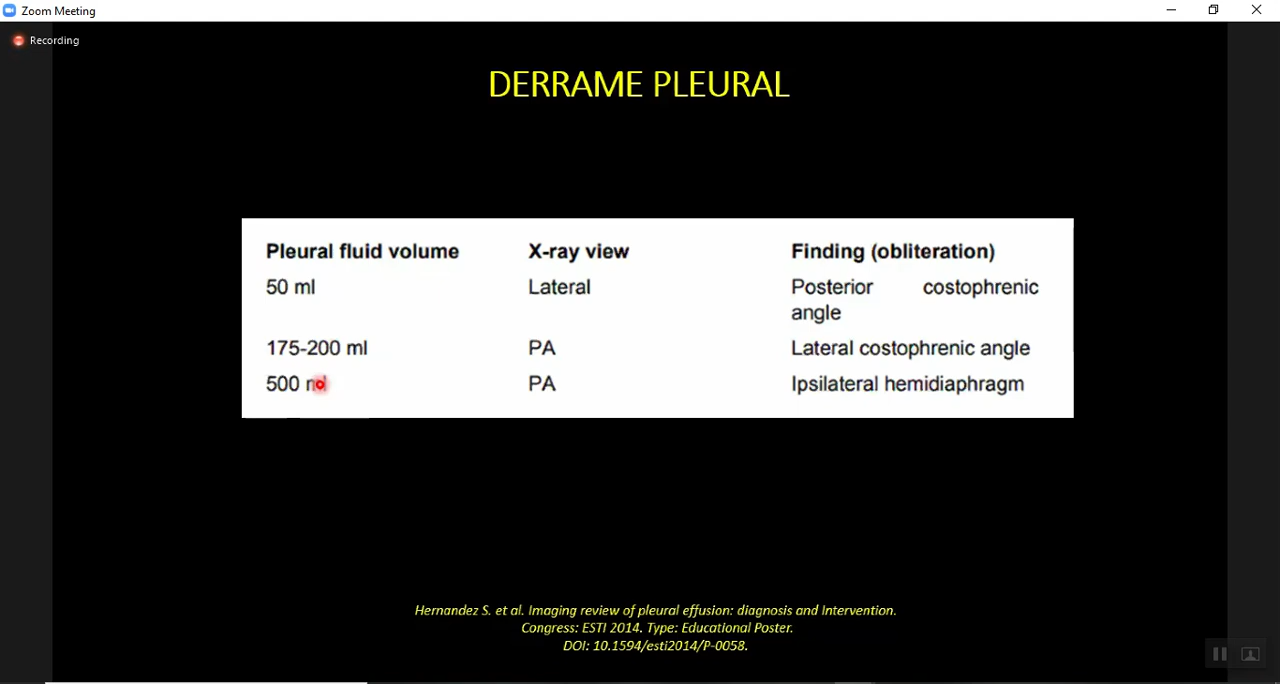 Zoom Meeting
Recording
DERRAME PLEURAL
Pleural fluid volume X-ray view Finding (obliteration)
50 ml Lateral Posterior costophrenic
angle
175-200 ml PA Lateral costophrenic angle
500 PA Ipsilateral hemidiaphragm
Hernandez S. et al. Imaging review of pleural effusion: diagnosis and Intervention.
Congress: ESTI 2014. Type: Educational Poster.
DOI: 10.1594/esti2014/P-0058.